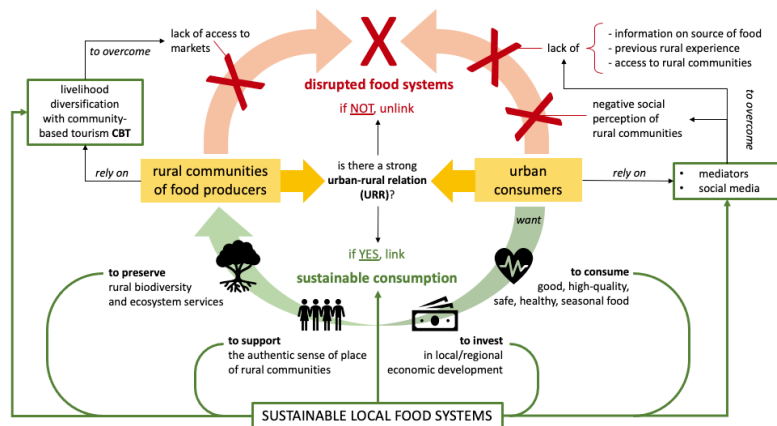 lack of access to
markets
to overcome
livelihood
diversification
with community-
based tourism CBT
rely on
rural communities
of food producers
disrupted food systems
if NOT, unlink
is there a strong
urban-rural relation
(URR)?
if YES, link
sustainable consumption
lack of
- information on source of food
- previous rural experience
- access to rural communities
negative social
perception of
rural communities
to overcome
urban
consumers
rely on
• mediators
• social media
want
to preserve
rural biodiversity
and ecosystem services
to support
the authentic sense of place
of rural communities
to invest
in local/regional
economic development
to consume
good, high-quality,
safe, healthy, seasonal food
SUSTAINABLE LOCAL FOOD SYSTEMS